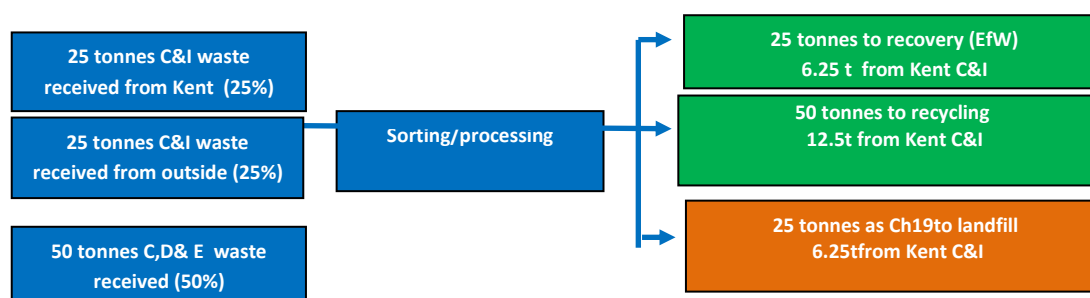 25 tonnes C&I waste
received from Kent (25%)
25 tonnes C&I waste
received from outside (25%)
50 tonnes C,D& E waste
received (50%)
Sorting/processing
25 tonnes to recovery (EfW)
6.25 t from Kent C&I
50 tonnes to recycling
12.5t from Kent C&I
25 tonnes as Ch19to landfill
6.25tfrom Kent C&I